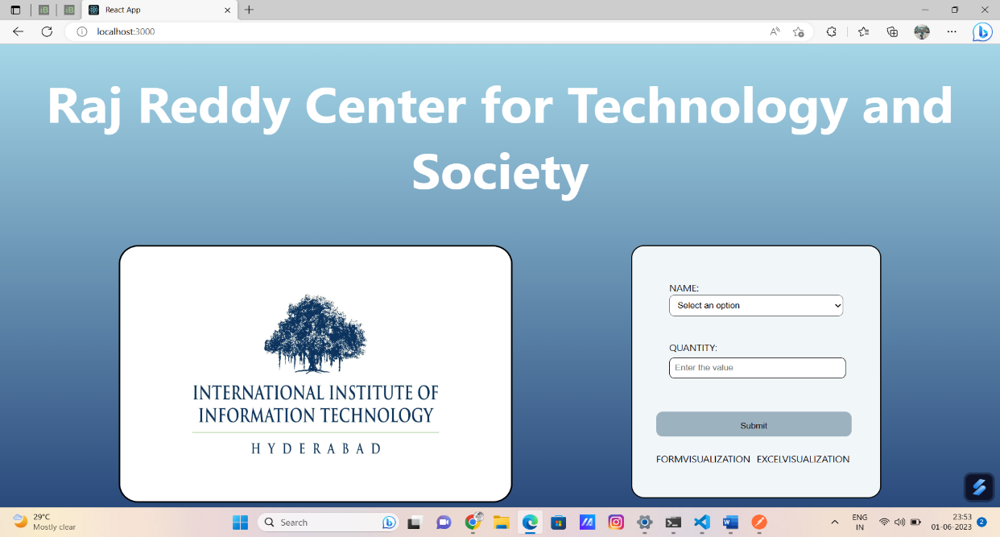 React App
localhost:3000
Raj Reddy Center for Technology and
Society
INTERNATIONAL INSTITUTE OF
INFORMATION TECHNOLOGY
HYDERABAD
NAME:
Select an option
QUANTITY:
Enter the value
Submit
FORMVISUALIZATION EXCELVISUALIZATION
29°C
Mostly clear
Search
ENG
IN
23:53
01-06-2023
2